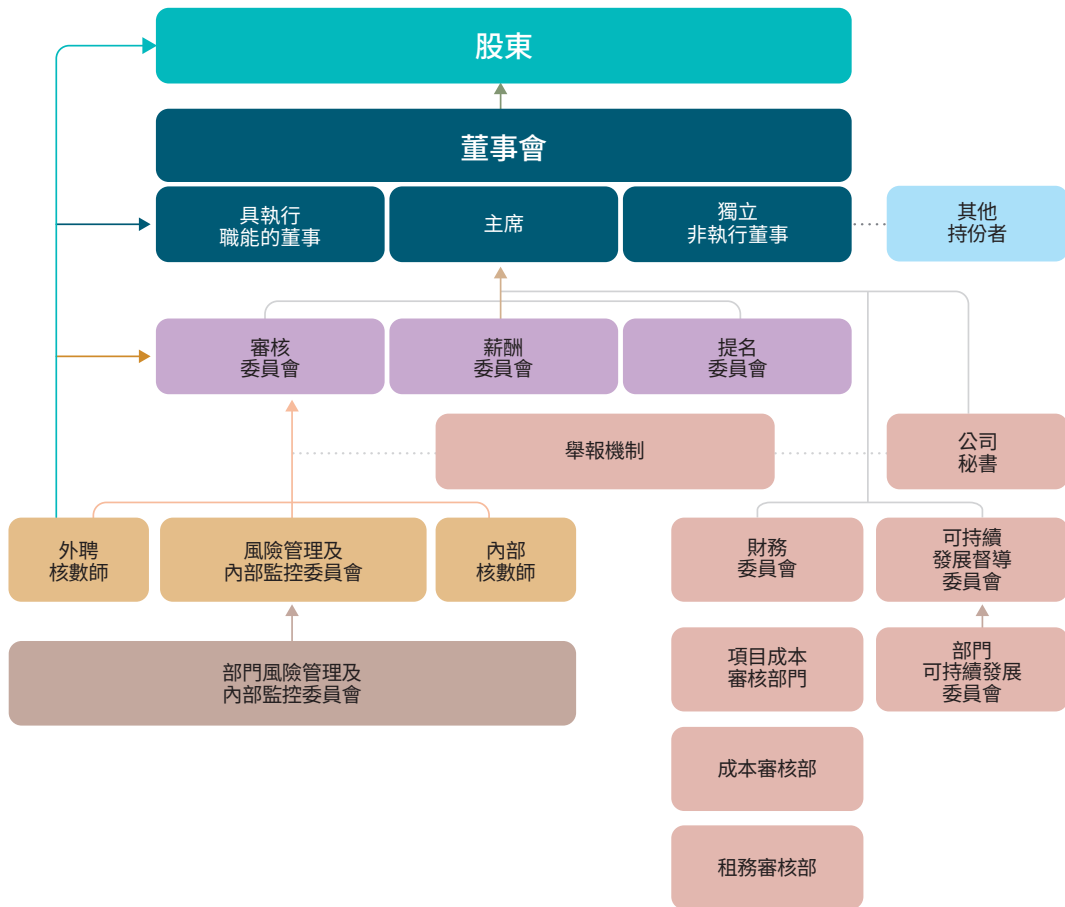 股東
董事會
具執行
職能的董事
主席
獨立
非執行董事
其他
持份者
審核
委員會
薪酬
委員會
提名
委員會
舉報機制
公司
秘書
外聘
核數師
風險管理及
內部監控委員會
內部
核數師
財務
委員會
可持續
發展督導
委員會
部門風險管理及
內部監控委員會
項目成本
審核部門
部門
可持續發展
委員會
成本審核部
租務審核部